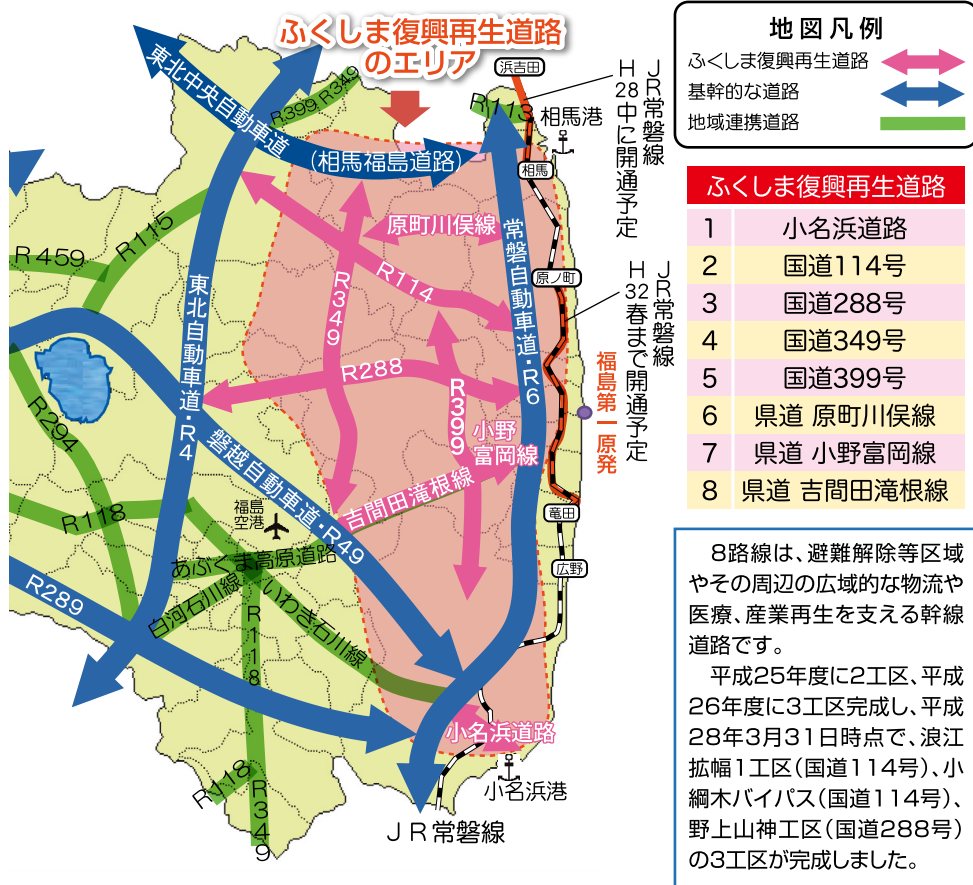 ふくしま復興再生道路
のエリア
地図凡例
ふくしま復興再生道路
基幹的な道路
地域連携道路
東北中央自動車道
(相馬福島道路)
R399
R349
R113
浜吉田
相馬港
相馬
JR常磐線
H28中に開通予定
原町川俣線
R114
R349
R115
R459
東北自動車道・R4
常磐自動車道・R6
原ノ町
JR常磐線
H32春まで開通予定
福島第一原発
R288
R399
小野
富岡線
吉間田滝根線
R294
磐越自動車道・R49
R118
福島
空港
あぶくま高原道路
竜田
広野
R289
白河石川線
いわき石川線
R118
小名浜道路
小名浜港
R118
R349
JR常磐線
ふくしま復興再生道路
1 小名浜道路
2 国道114号
3 国道288号
4 国道349号
5 国道399号
6 県道 原町川俣線
7 県道 小野富岡線
8 県道 吉間田滝根線
8路線は、避難解除等区域
やその周辺の広域的な物流や
医療、産業再生を支える幹線
道路です。
平成25年度に2工区、平成
26年度に3工区完成し、平成
28年3月31日時点で、浪江
拡幅1工区(国道114号)、小
綱木バイパス(国道114号)、
野上山神工区(国道288号)
の3工区が完成しました。